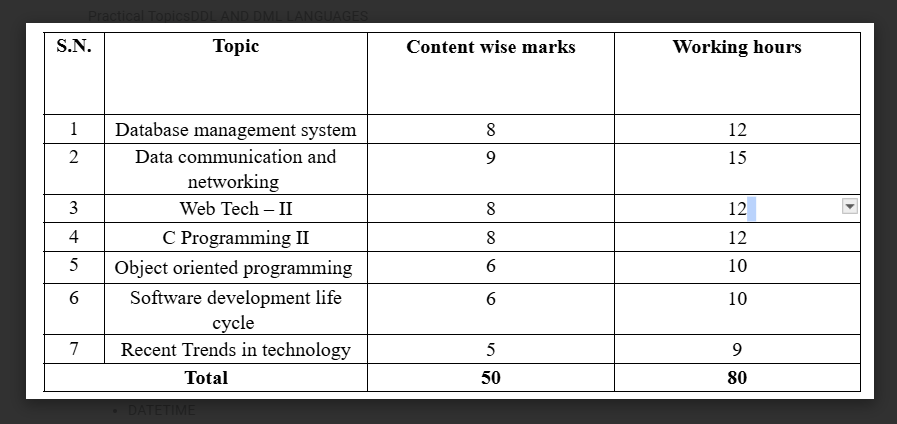 Practical TopicsDDL AND DML LANGUAGES
S.N. Topic Content wise marks Working hours
1 Database management system 8 12
2 Data communication and networking 9 15
3 Web Tech – II 8 12
4 C Programming II 8 12
5 Object oriented programming 6 10
6 Software development life cycle 6 10
7 Recent Trends in technology 5 9
Total 50 80
• DATETIME